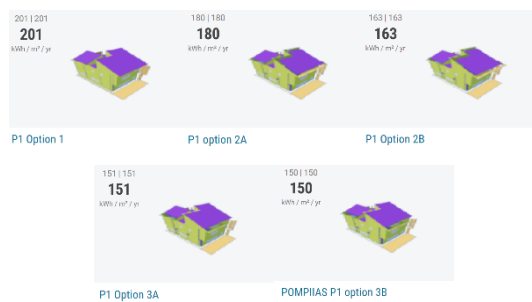 201 | 201
201
kWh / m² / yr
P1 Option 1
180 | 180
180
kWh / m² / yr
P1 option 2A
163 | 163
163
kWh / m² / yr
P1 Option 2B
151 | 151
151
kWh / m² / yr
P1 Option 3A
150 | 150
150
kWh / m² / yr
POMPIIAS P1 option 3B